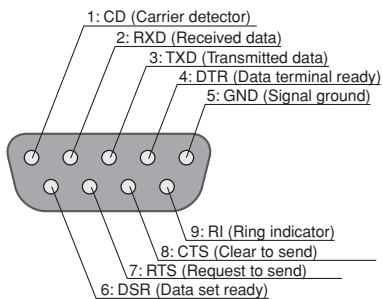 1: CD (Carrier detector)
2: RXD (Received data)
3: TXD (Transmitted data)
4: DTR (Data terminal ready)
5: GND (Signal ground)
9: RI (Ring indicator)
8: CTS (Clear to send)
7: RTS (Request to send)
6: DSR (Data set ready)